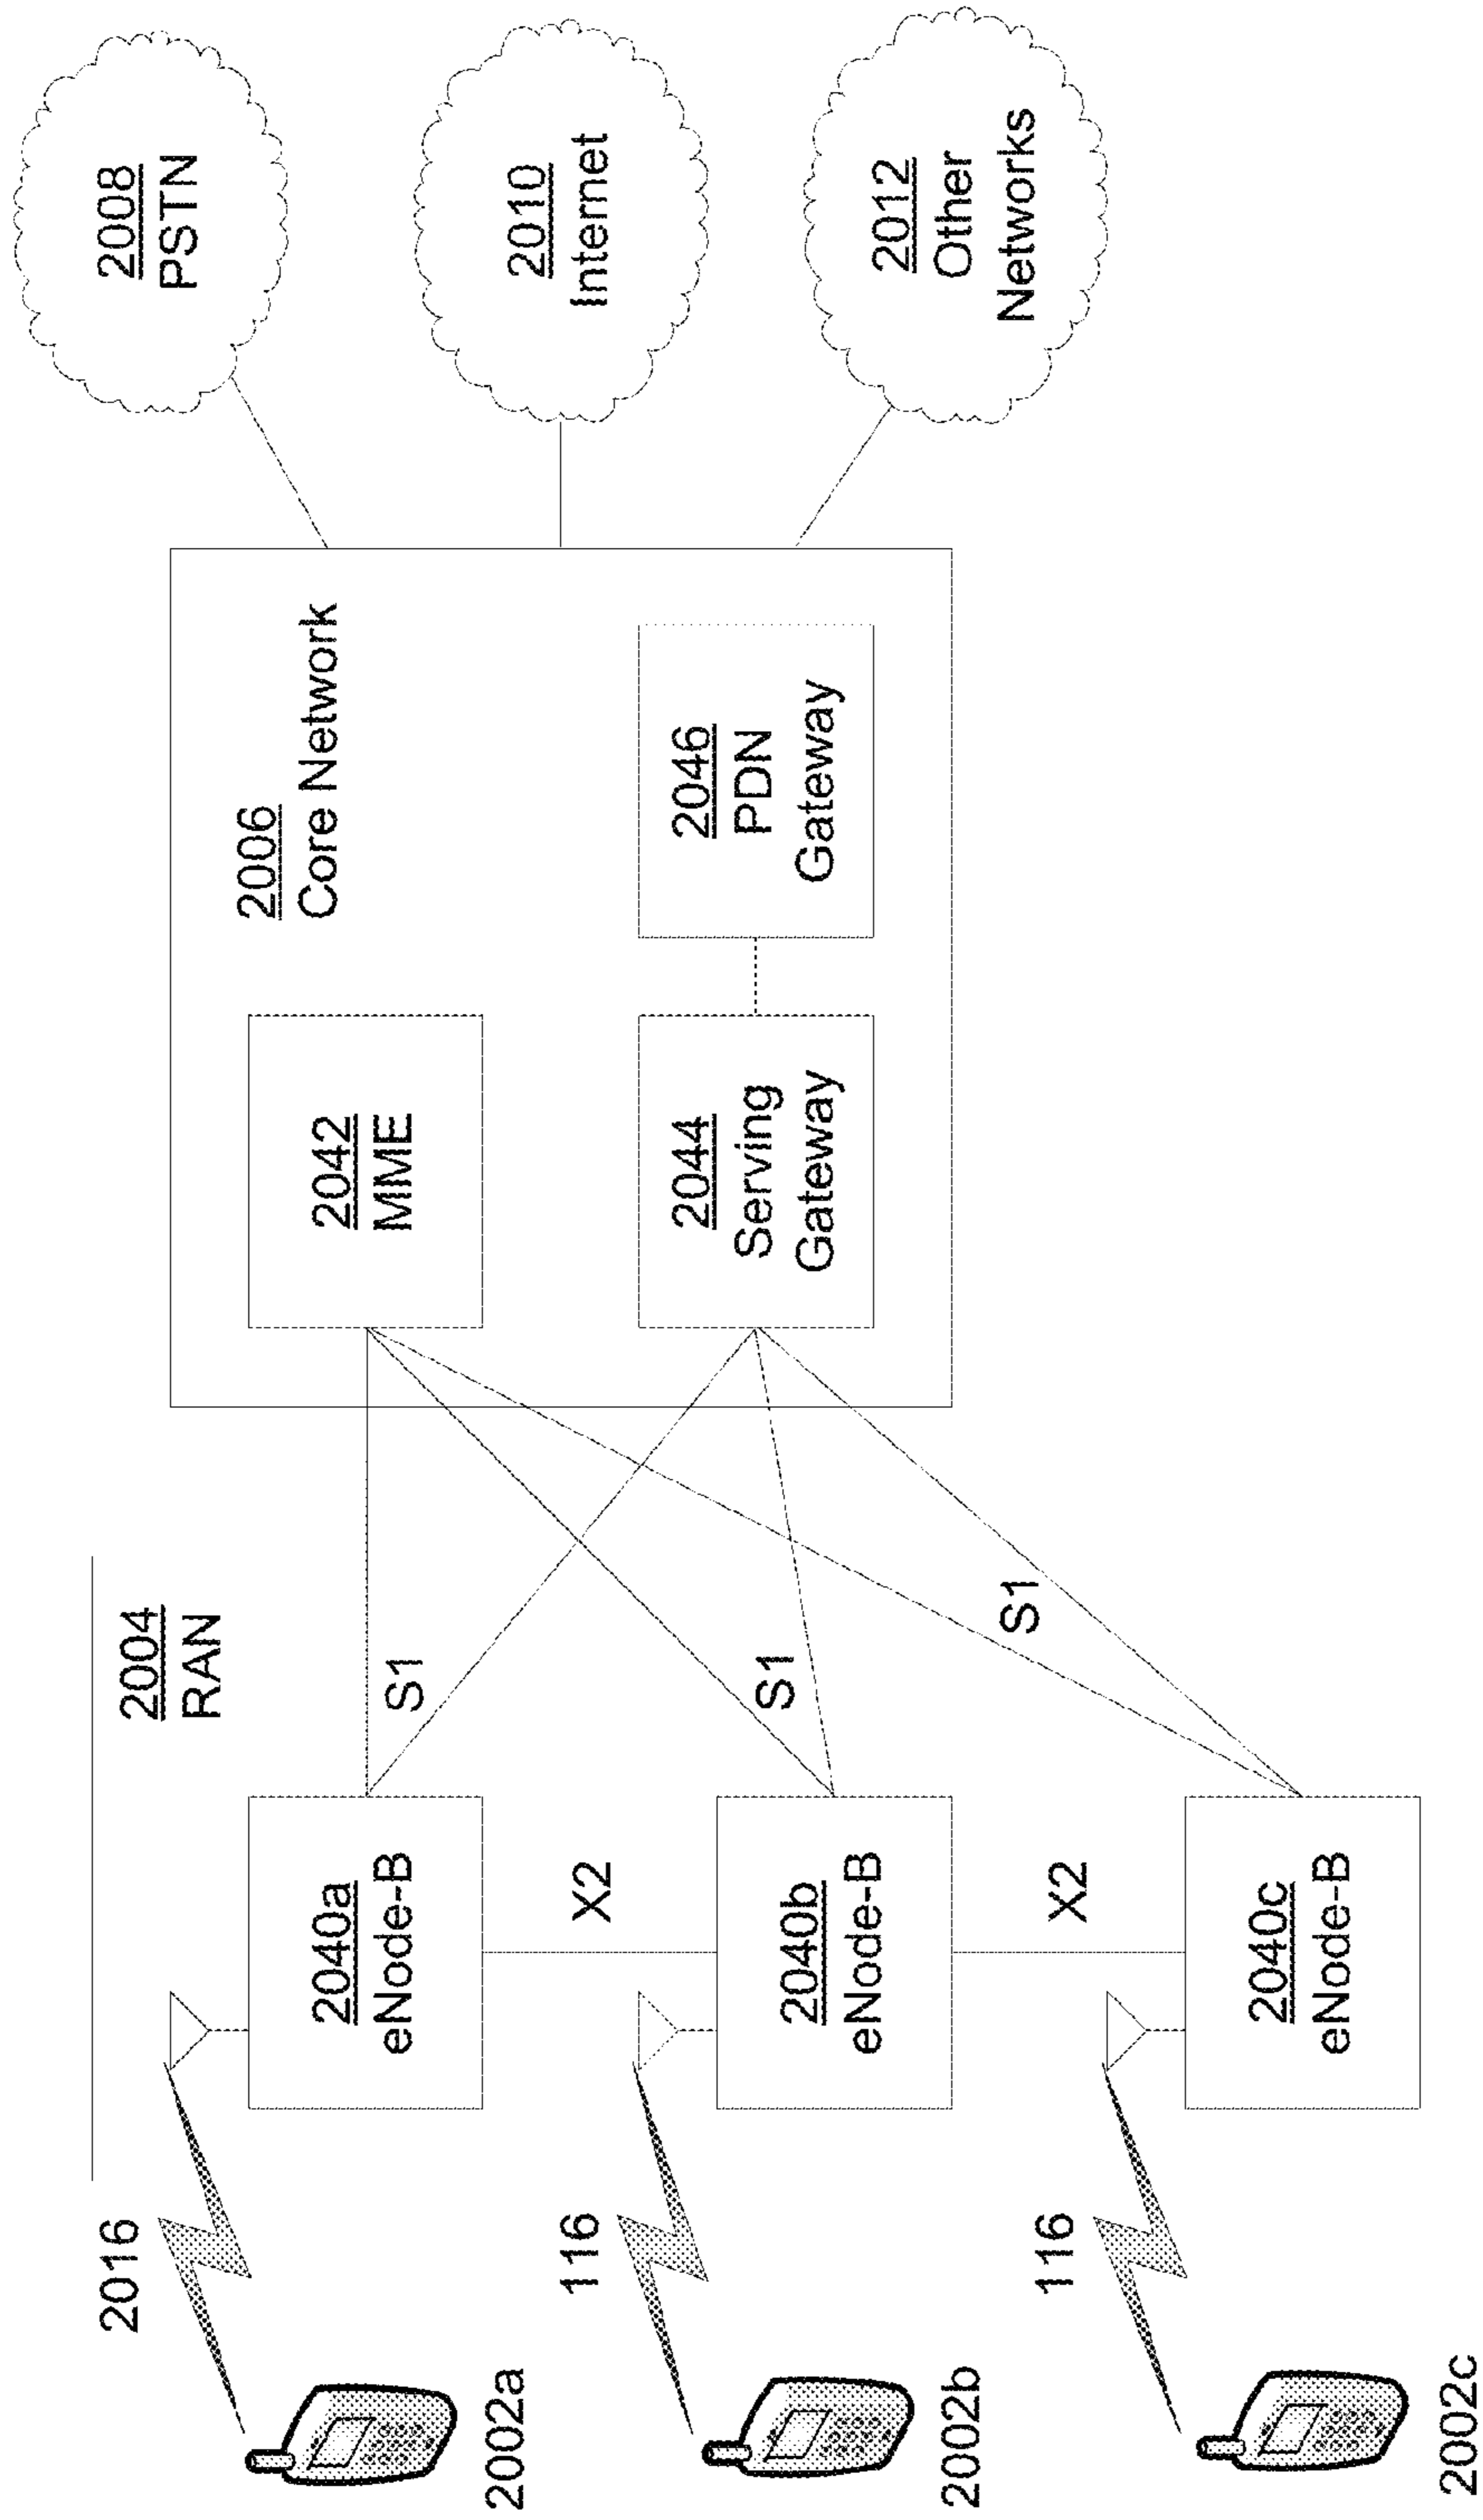 2016
2004
RAN
2002a
2040a
eNode-B
S1
2042
MME
2006
Core Network
2008
PSTN
X2
116
2002b
2040b
eNode-B
S1
2044
Serving
Gateway
2046
PDN
Gateway
2010
Internet
X2
116
2002c
2040c
eNode-B
S1
2012
Other
Networks